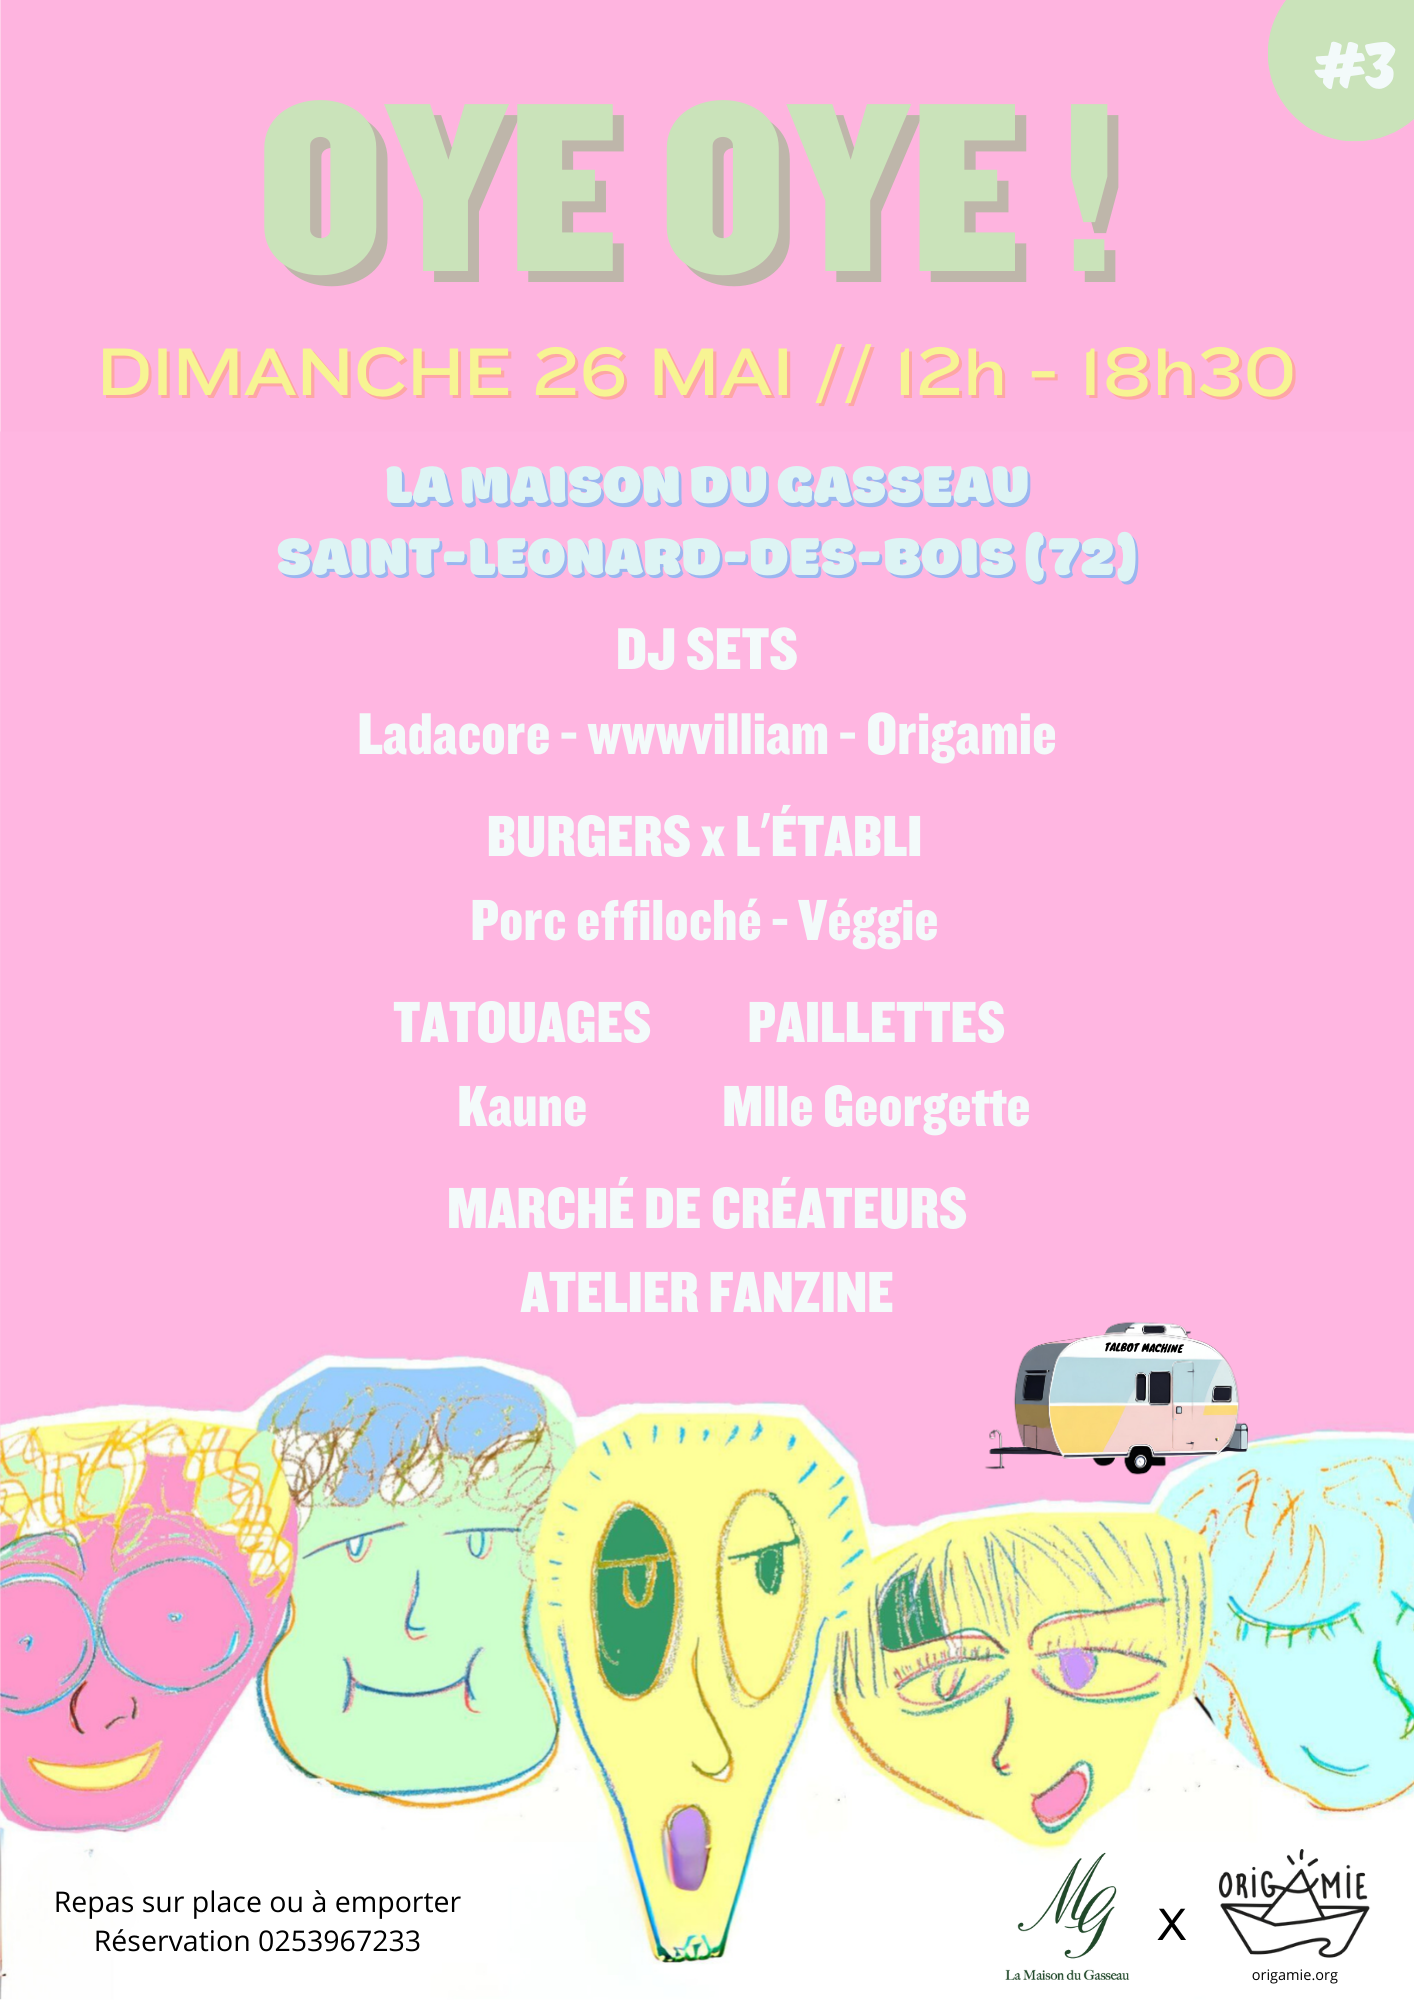 #3
OYE OYE !
DIMANCHE 26 MAI // 12h - 18h30
LA MAISON DU GASSEAU
SAINT-LEONARD-DES-BOIS (72)
DJ SETS
Ladacore - wwwvilliam - Origamie
BURGERS x L'ÉTABLI
Porc effiloché - Véggie
TATOUAGES PAILLETTES
Kaune Mlle Georgette
MARCHÉ DE CRÉATEURS
ATELIER FANZINE
TALBOT MACHINE
Repas sur place ou à emporter
Réservation 0253967233
MG
La Maison du Gasseau
X
ORiGAMiE
origamie.org